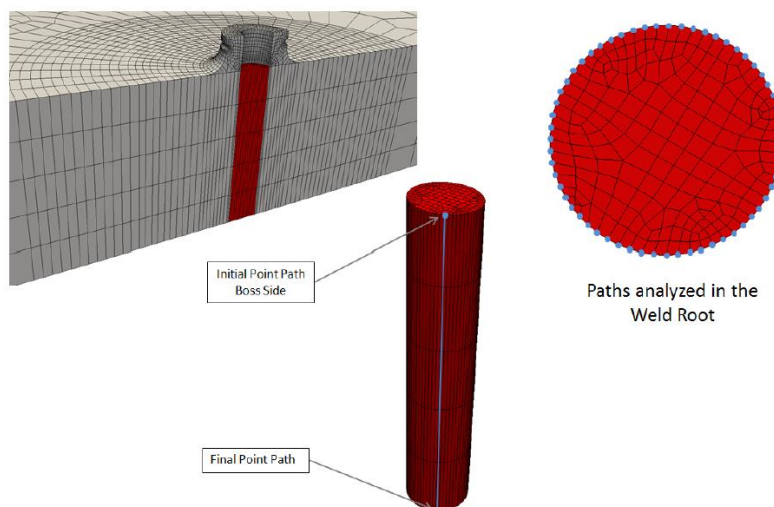 Initial Point Path
Boss Side
Paths analyzed in the
Weld Root
Final Point Path